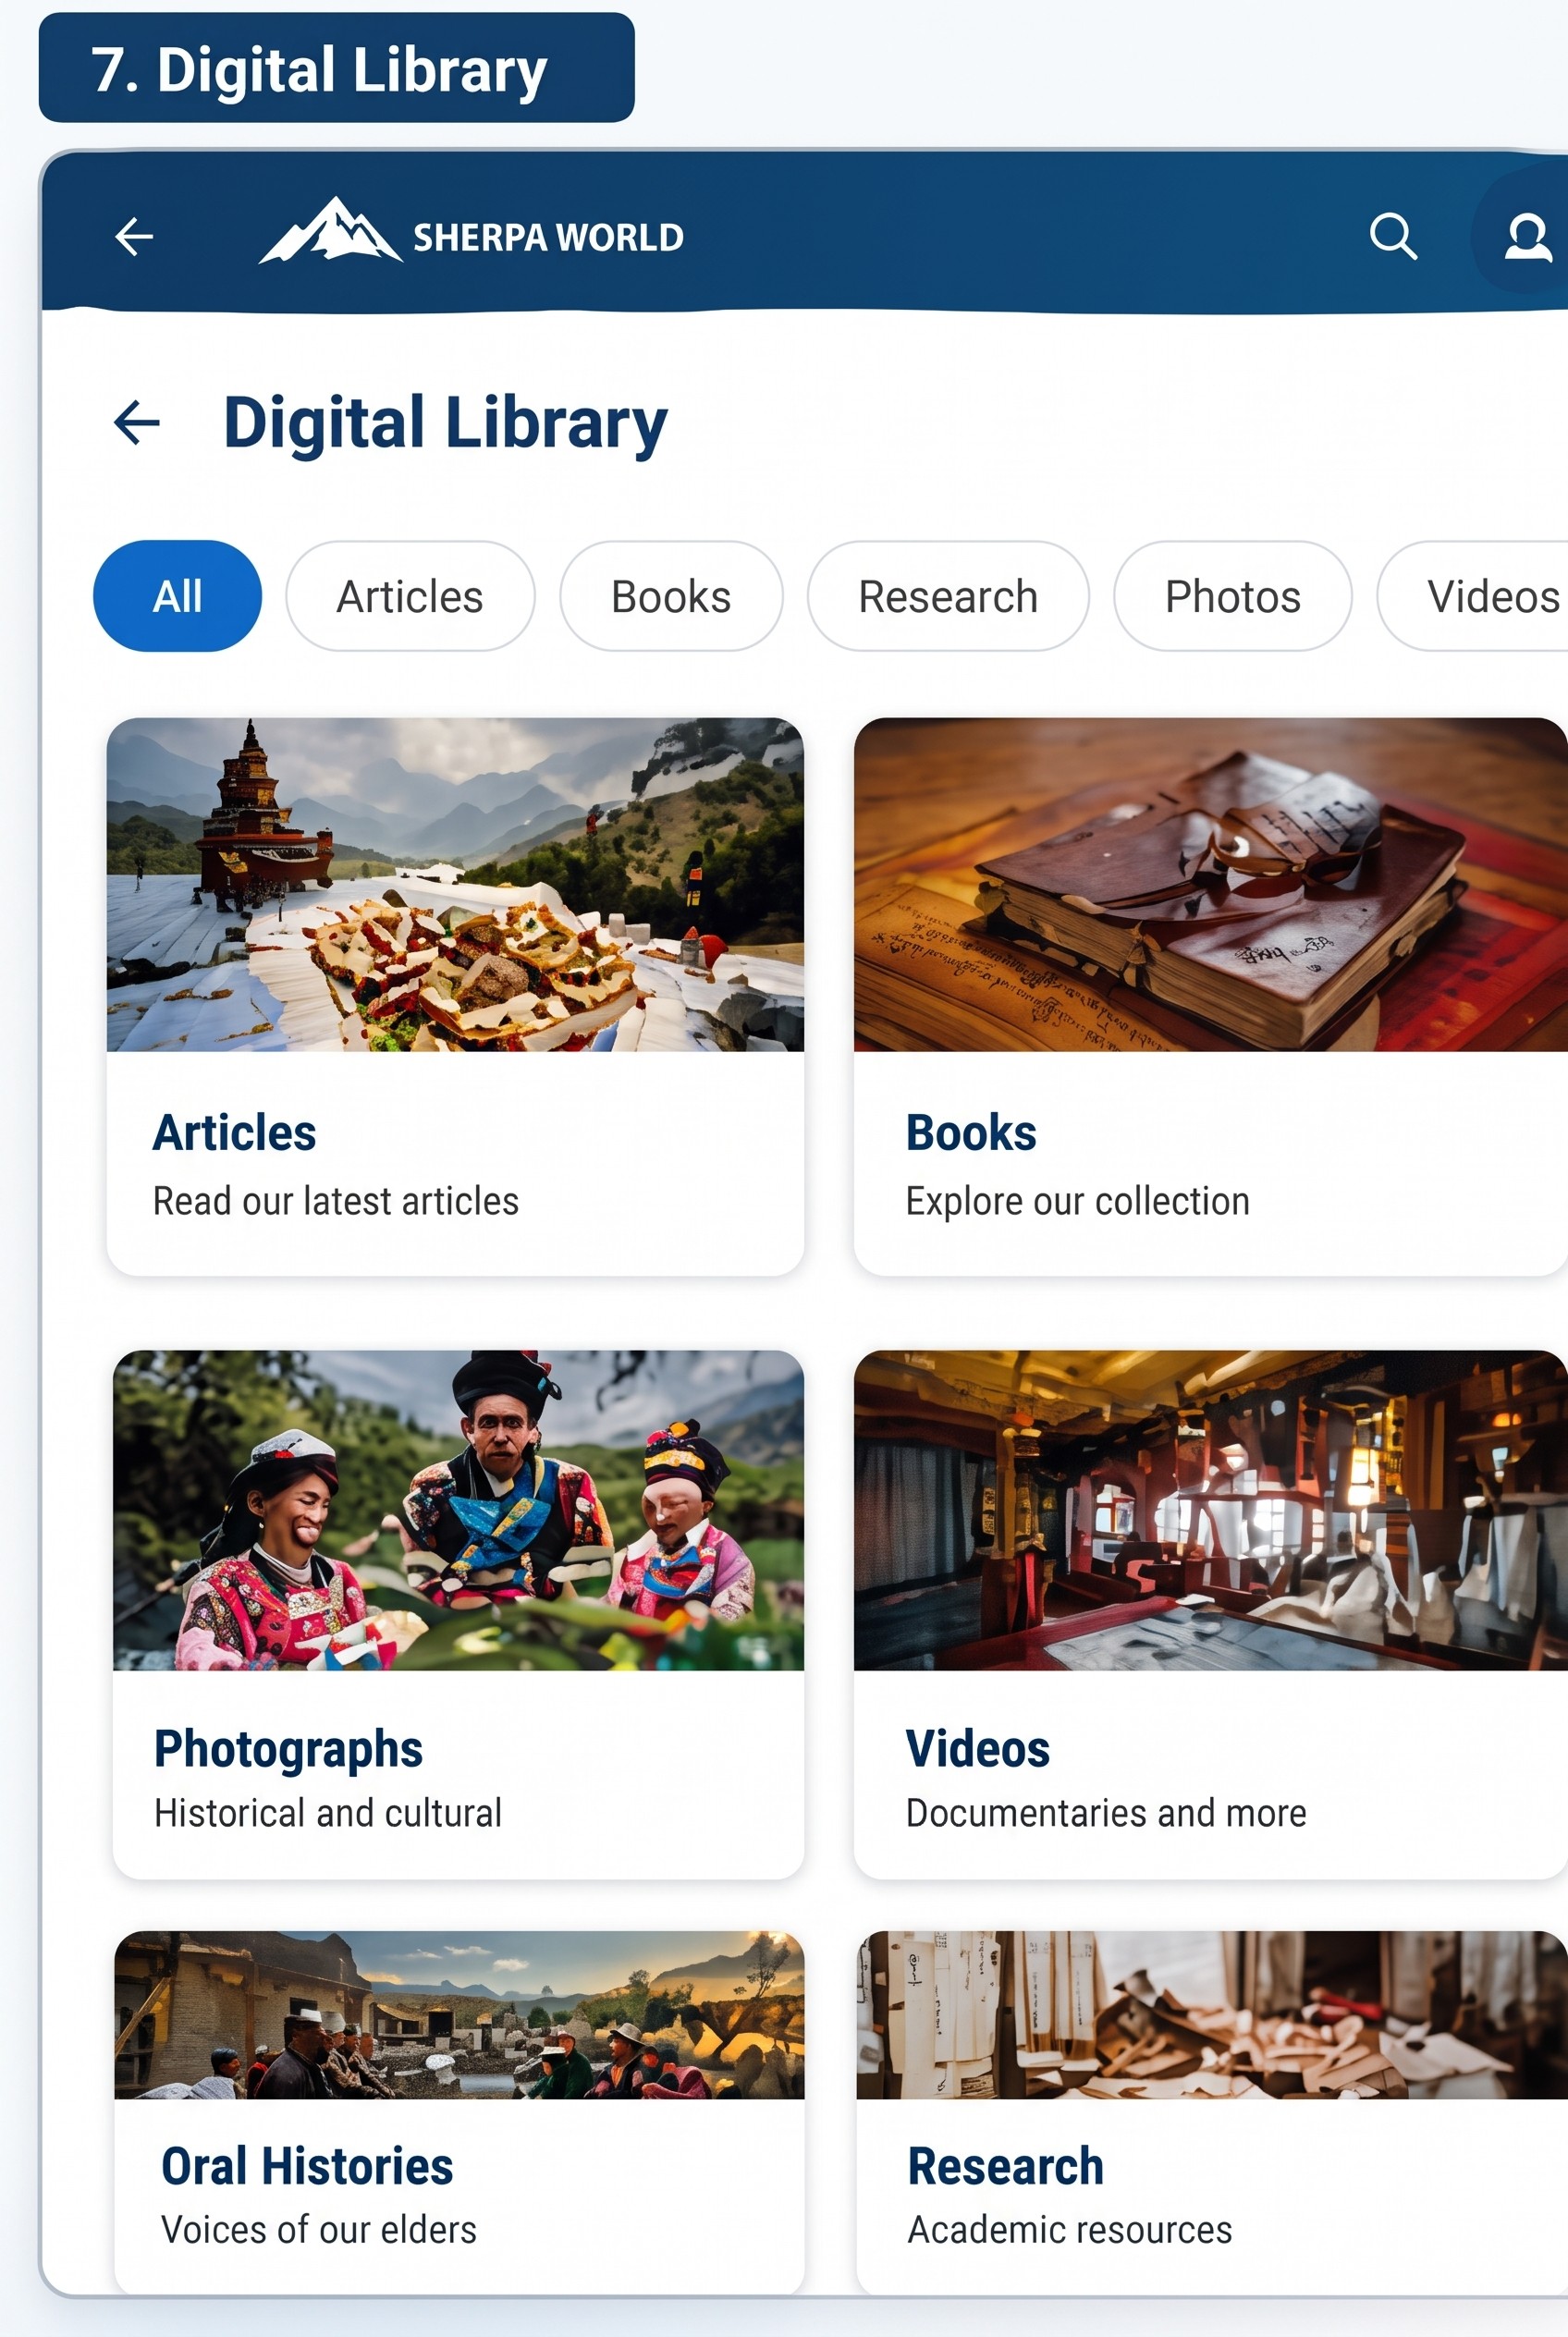 7. Digital Library
SHERPA WORLD
Digital Library
All Articles Books Research Photos Videos
Articles
Read our latest articles
Books
Explore our collection
Photographs
Historical and cultural
Videos
Documentaries and more
Oral Histories
Voices of our elders
Research
Academic resources